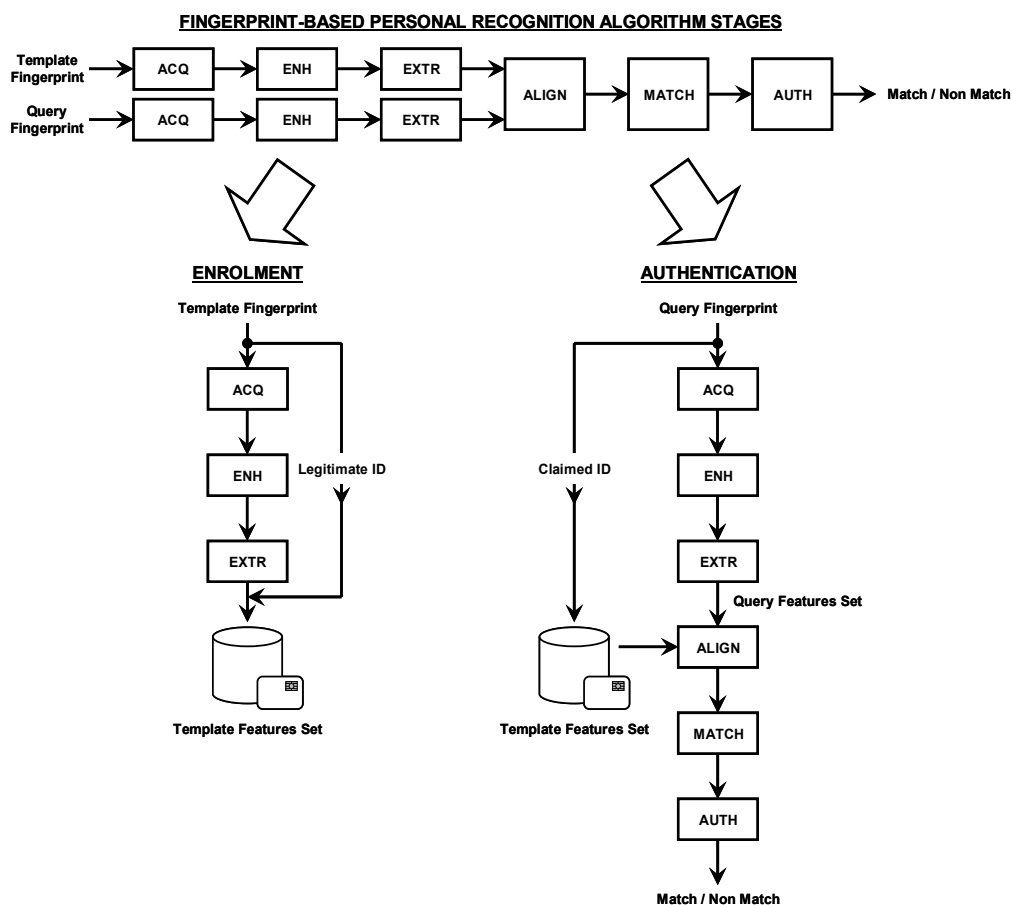 FINGERPRINT-BASED PERSONAL RECOGNITION ALGORITHM STAGES
Template
Fingerprint
ACQ
ENH
EXTR
Query
Fingerprint
ACQ
ENH
EXTR
ALIGN
MATCH
AUTH
Match / Non Match
ENROLMENT
Template Fingerprint
ACQ
ENH
Legitimate ID
EXTR
Template Features Set
AUTHENTICATION
Query Fingerprint
ACQ
Claimed ID
ENH
EXTR
Query Features Set
ALIGN
Template Features Set
MATCH
AUTH
Match / Non Match